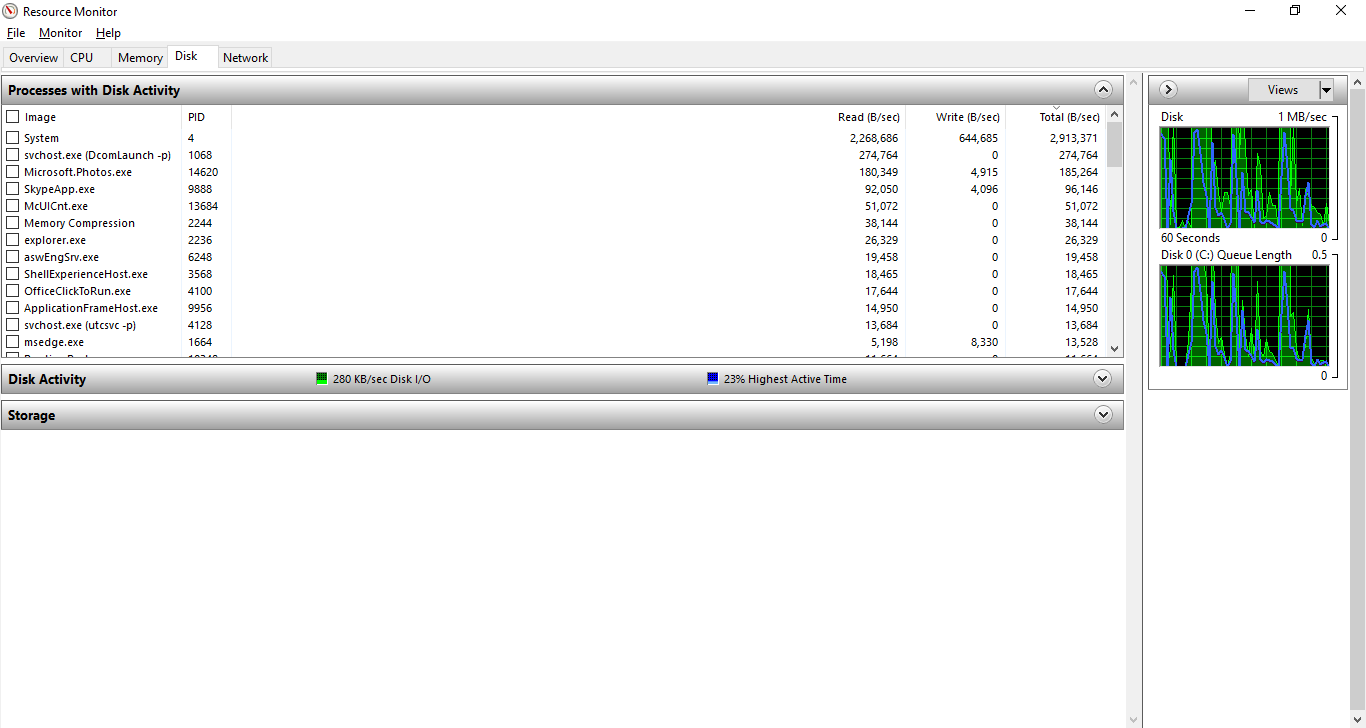 Resource Monitor
File Monitor Help
Overview CPU Memory Disk Network
Processes with Disk Activity
Image PID Read (B/sec) Write (B/sec) Total (B/sec)
System 4 2,268,686 644,685 2,913,371
svchost.exe (DcomLaunch -p) 1068 274,764 0 274,764
Microsoft.Photos.exe 14620 180,349 4,915 185,264
SkypeApp.exe 9888 92,050 4,096 96,146
McUICnt.exe 13684 51,072 0 51,072
Memory Compression 2244 38,144 0 38,144
explorer.exe 2236 26,329 0 26,329
aswEngSrv.exe 6248 19,458 0 19,458
ShellExperienceHost.exe 3568 18,465 0 18,465
OfficeClickToRun.exe 4100 17,644 0 17,644
ApplicationFrameHost.exe 9956 14,950 0 14,950
svchost.exe (utcsvc -p) 4128 13,684 0 13,684
msedge.exe 1664 5,198 8,330 13,528
Disk Activity 280 KB/sec Disk I/O 23% Highest Active Time
Storage
Views
Disk 1 MB/sec
60 Seconds 0
Disk 0 (C:) Queue Length 0.5
0